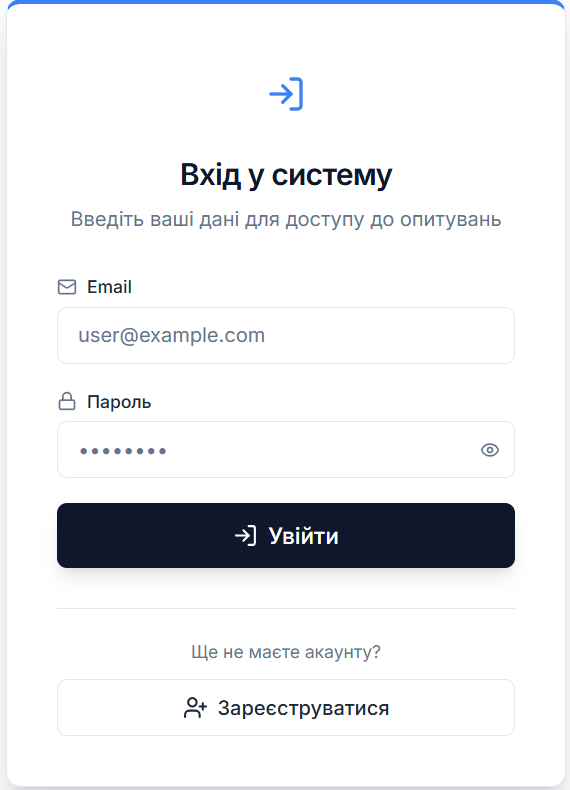 Вхід у систему
Введіть ваші дані для доступу до опитувань
Email
user@example.com
Пароль
••••••••
Увійти
Ще не маєте акаунту?
Зареєструватися